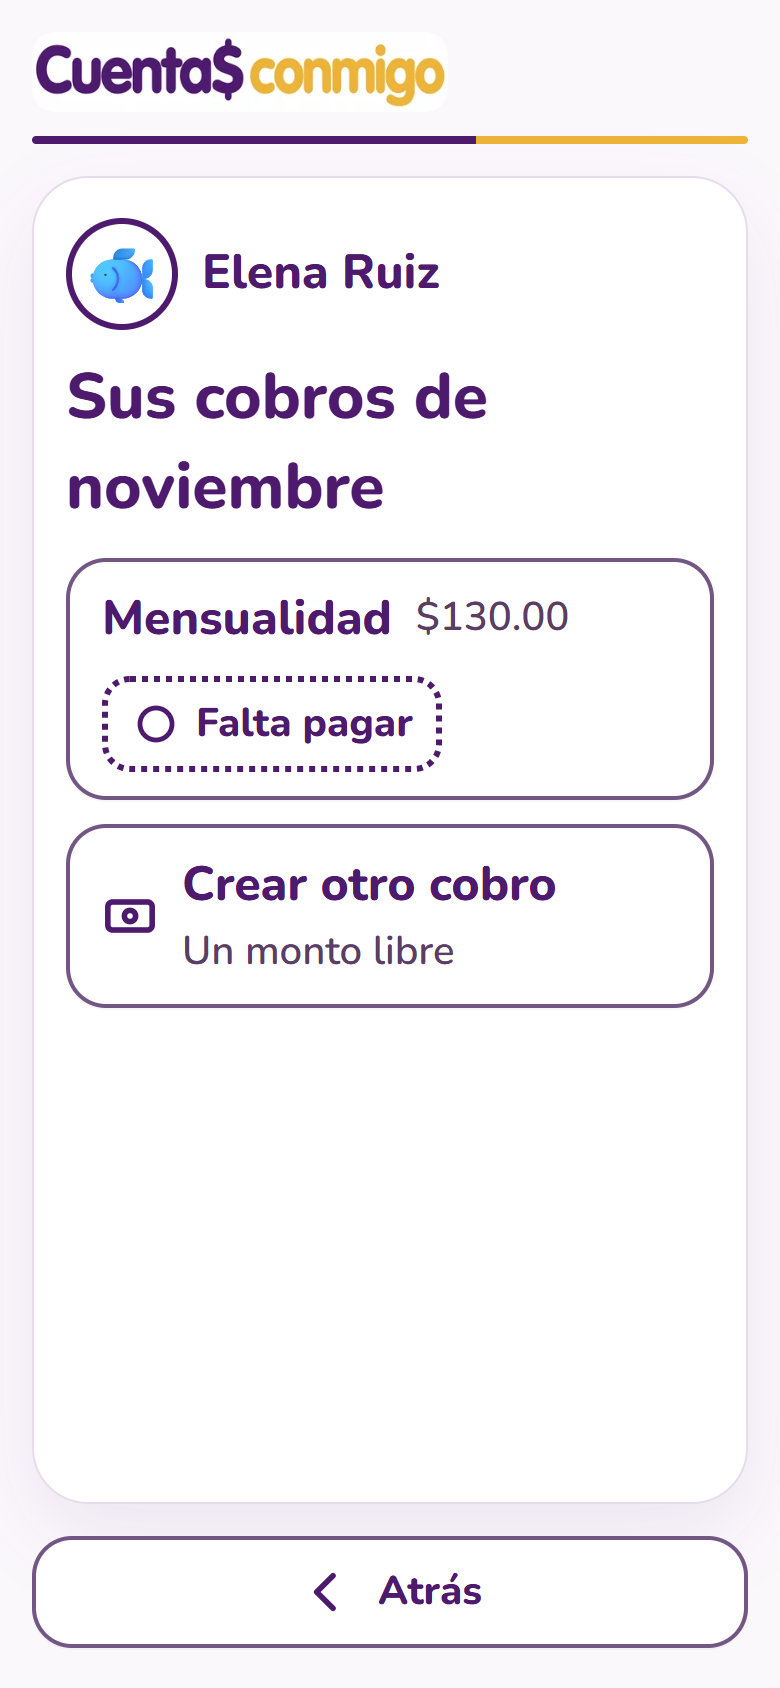 Cuenta$ conmigo
Elena Ruiz
Sus cobros de
noviembre
Mensualidad $130.00
Falta pagar
Crear otro cobro
Un monto libre
Atrás